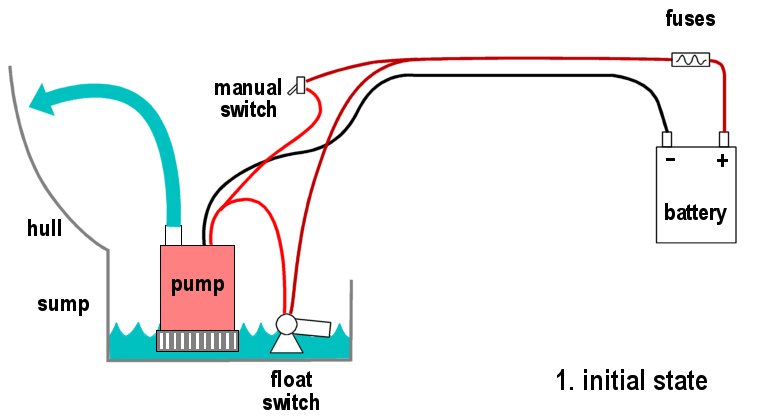 fuses
manual
switch
- +
battery
hull
pump
sump
float
switch
1. initial state